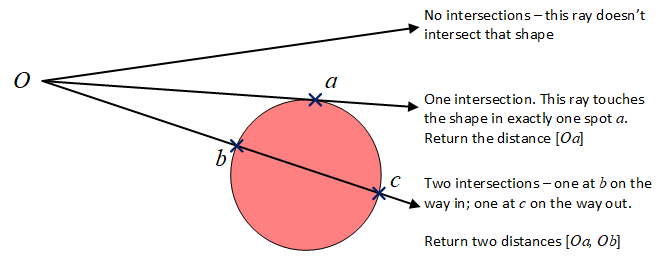 No intersections – this ray doesn't
intersect that shape
O
a
One intersection. This ray touches
the shape in exactly one spot a.
Return the distance [Oa]
b
c
Two intersections – one at b on the
way in; one at c on the way out.
Return two distances [Oa, Ob]